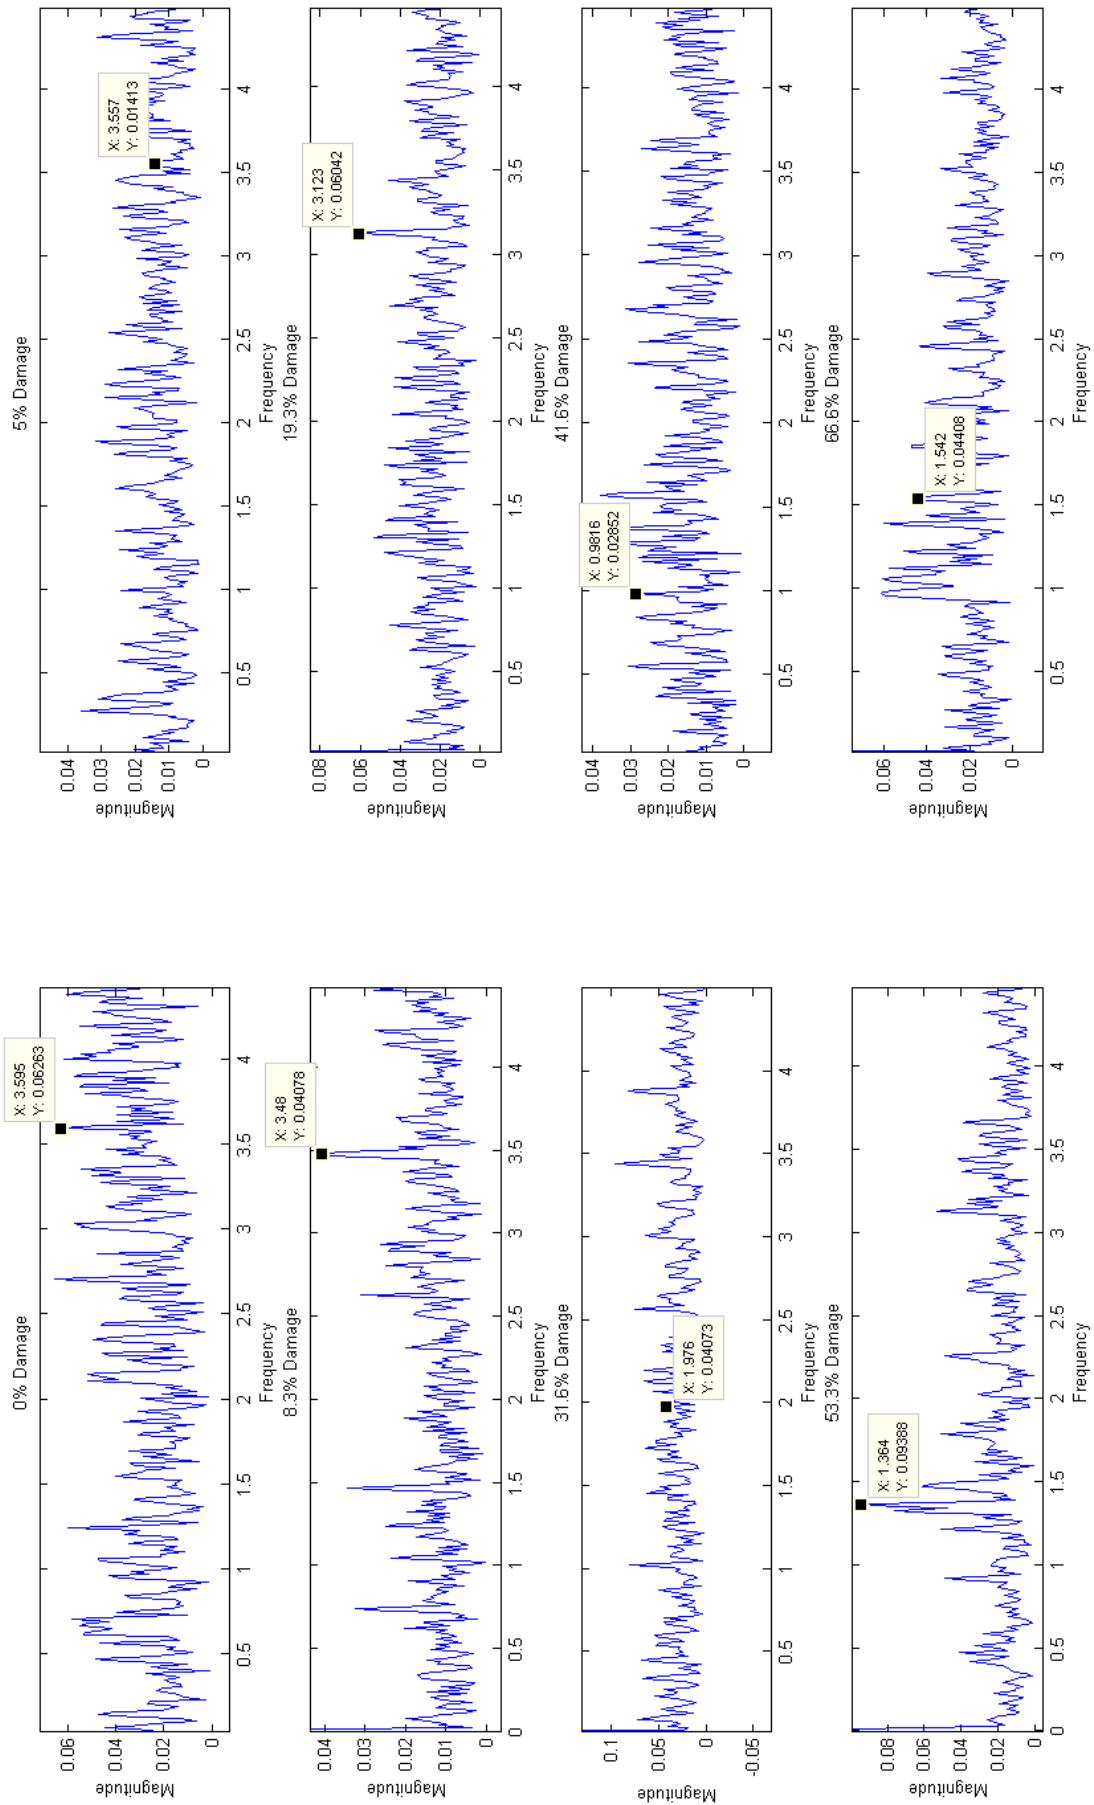 0% Damage
X: 3.595
Y: 0.06263
0.06
0.04
0.02
0
Magnitude
0.5 1 1.5 2 2.5 3 3.5 4
Frequency
5% Damage
X: 3.557
Y: 0.01413
0.04
0.03
0.02
0.01
0
Magnitude
0.5 1 1.5 2 2.5 3 3.5 4
Frequency
8.3% Damage
X: 3.48
Y: 0.04078
0.04
0.03
0.02
0.01
0
Magnitude
0 0.5 1 1.5 2 2.5 3 3.5 4
Frequency
19.3% Damage
X: 3.123
Y: 0.06042
0.08
0.06
0.04
0.02
0
Magnitude
0.5 1 1.5 2 2.5 3 3.5 4
Frequency
31.6% Damage
X: 1.976
Y: 0.04073
0.1
0.05
0
-0.05
Magnitude
0.5 1 1.5 2 2.5 3 3.5 4
Frequency
41.6% Damage
X: 0.9816
Y: 0.02852
0.04
0.03
0.02
0.01
0
Magnitude
0.5 1 1.5 2 2.5 3 3.5 4
Frequency
53.3% Damage
X: 1.364
Y: 0.09388
0.08
0.06
0.04
0.02
0
Magnitude
0 0.5 1 1.5 2 2.5 3 3.5 4
Frequency
66.6% Damage
X: 1.542
Y: 0.04408
0.06
0.04
0.02
0
Magnitude
0.5 1 1.5 2 2.5 3 3.5 4
Frequency